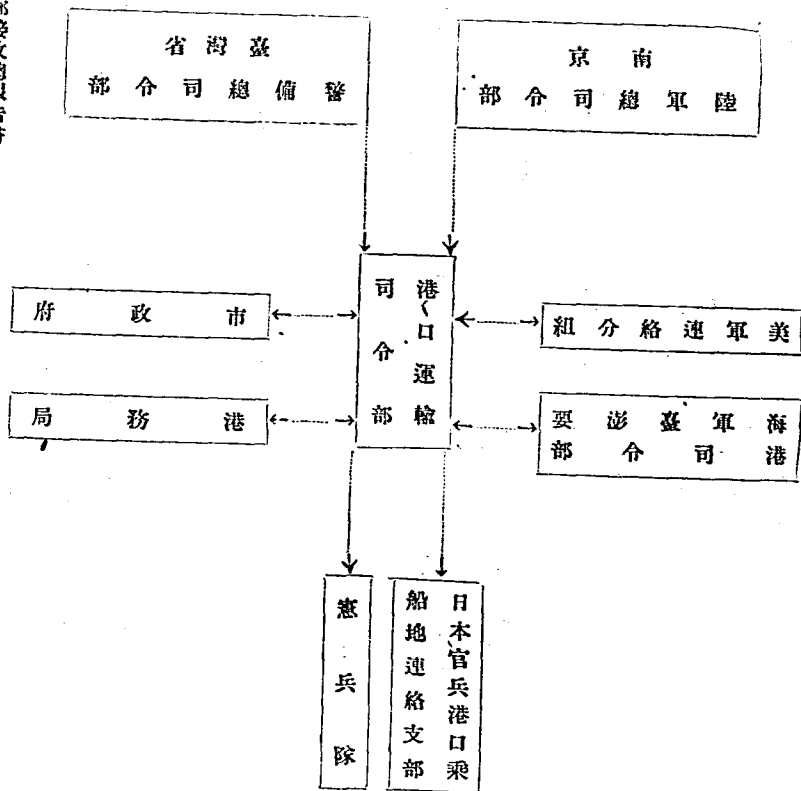 南京
陸軍總司令部
臺灣省
警備總司令部
港口運輸
司令部
美軍連絡分組
海軍臺澎要
港司令部
市政府
港務局
日本官兵港口乘
船地連絡支部
憲兵隊